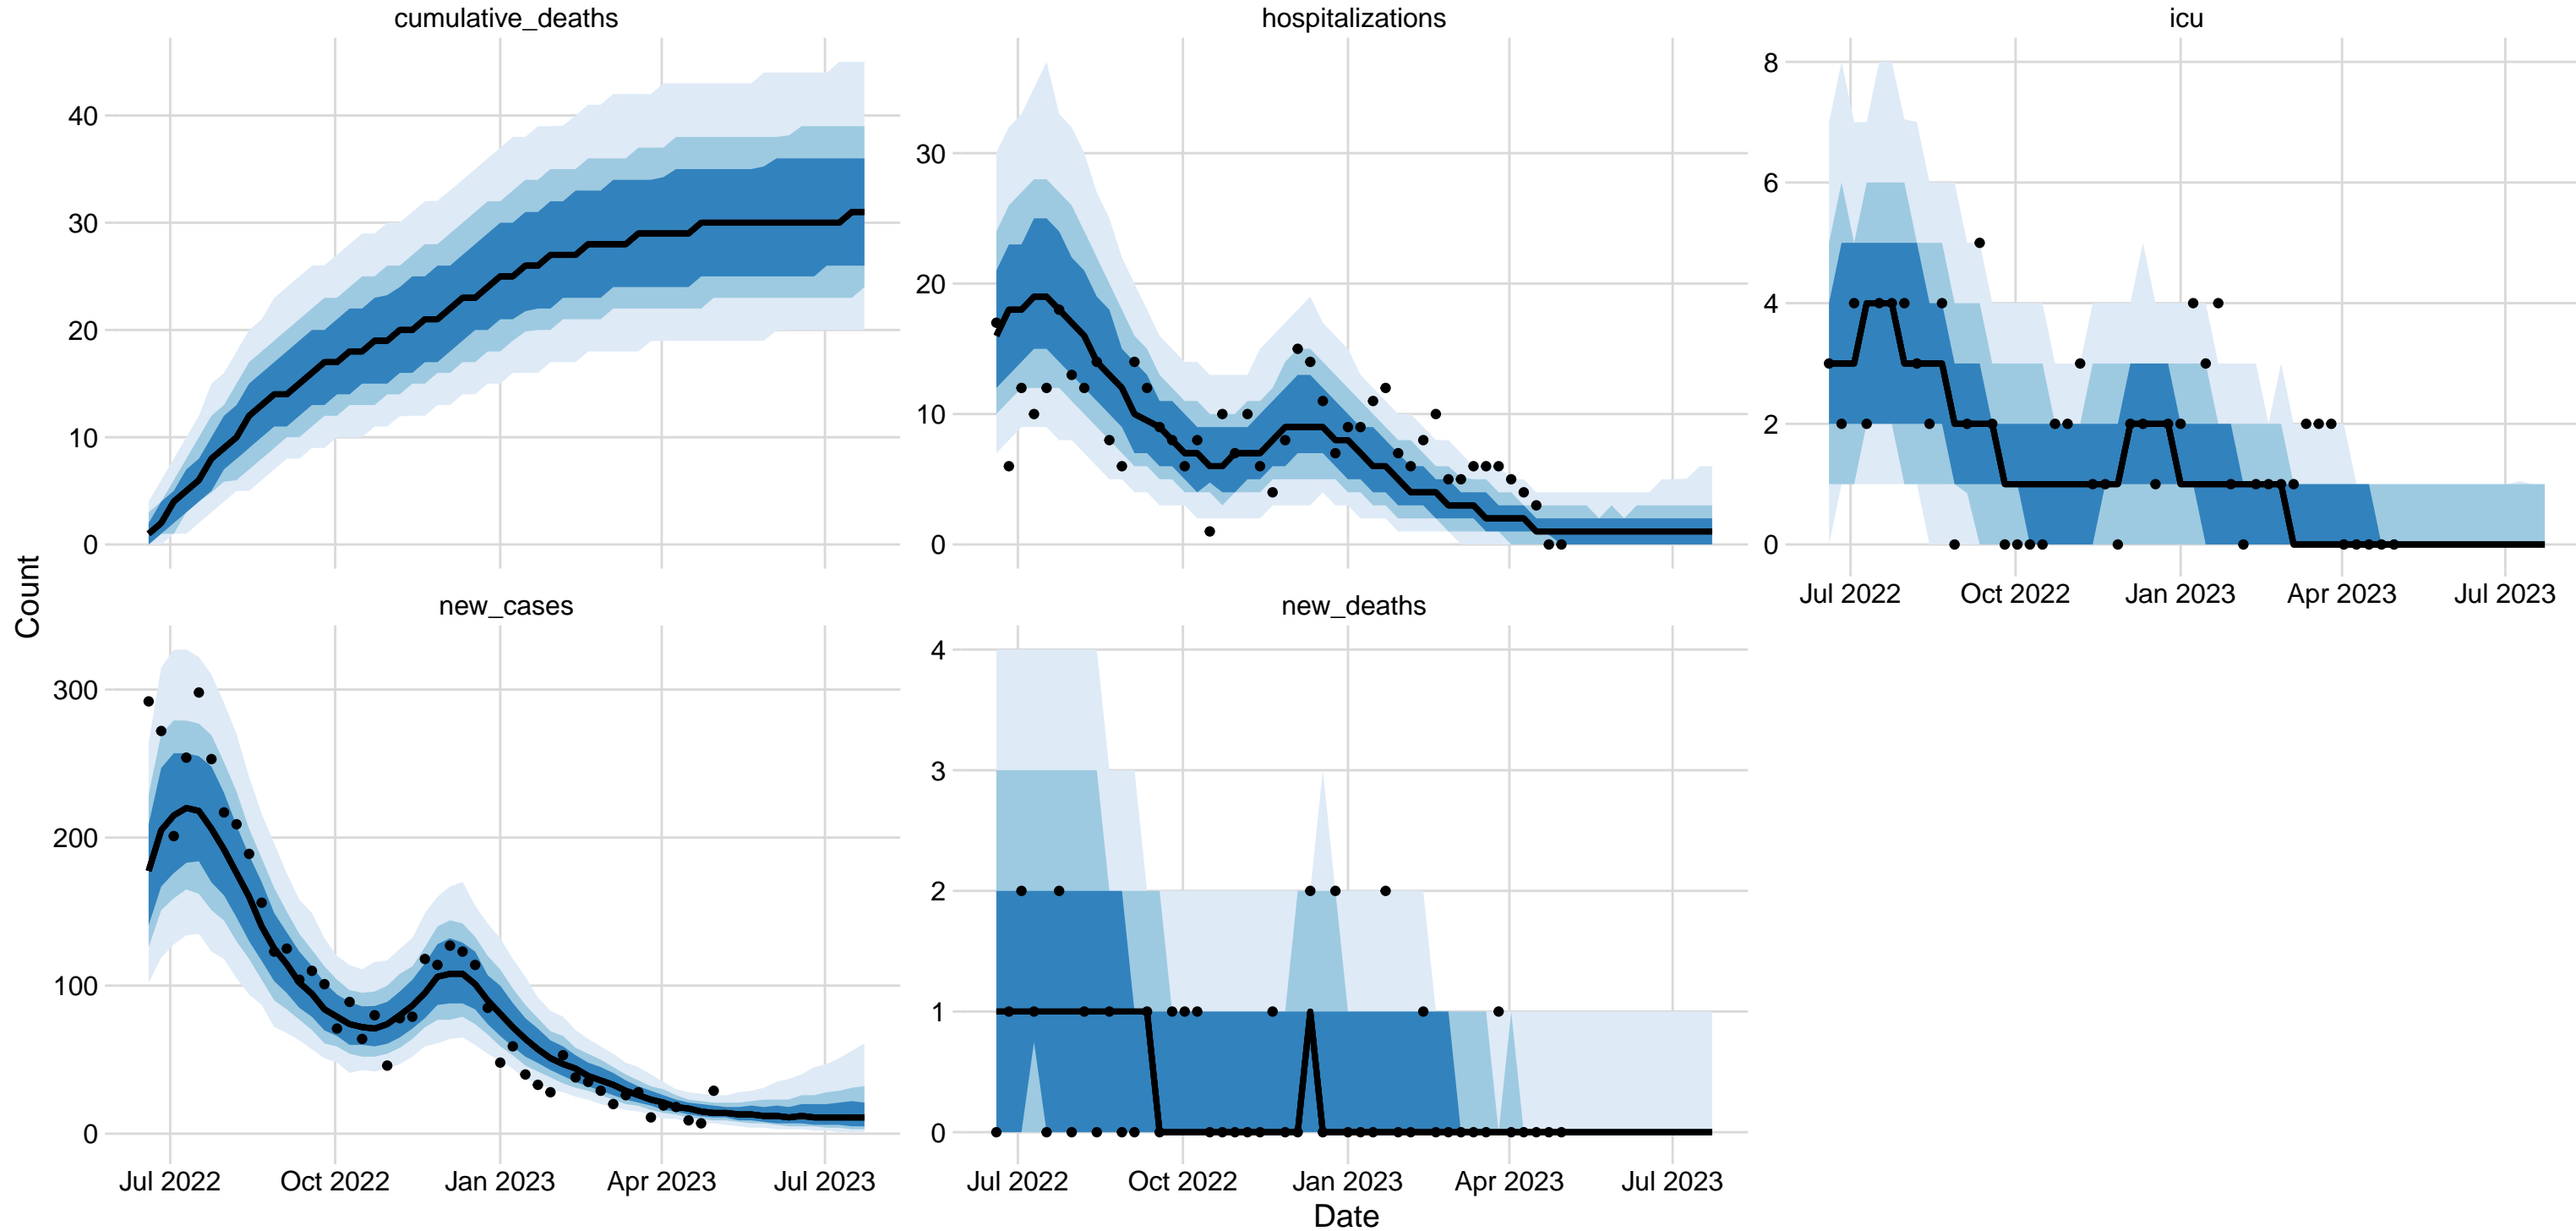 cumulative_deaths
hospitalizations
icu
40
30
20
10
0
30
20
10
0
8
6
4
2
0
Jul 2022 Oct 2022 Jan 2023 Apr 2023 Jul 2023
Count
new_cases
new_deaths
300
200
100
0
4
3
2
1
0
Jul 2022 Oct 2022 Jan 2023 Apr 2023 Jul 2023
Jul 2022 Oct 2022 Jan 2023 Apr 2023 Jul 2023
Date